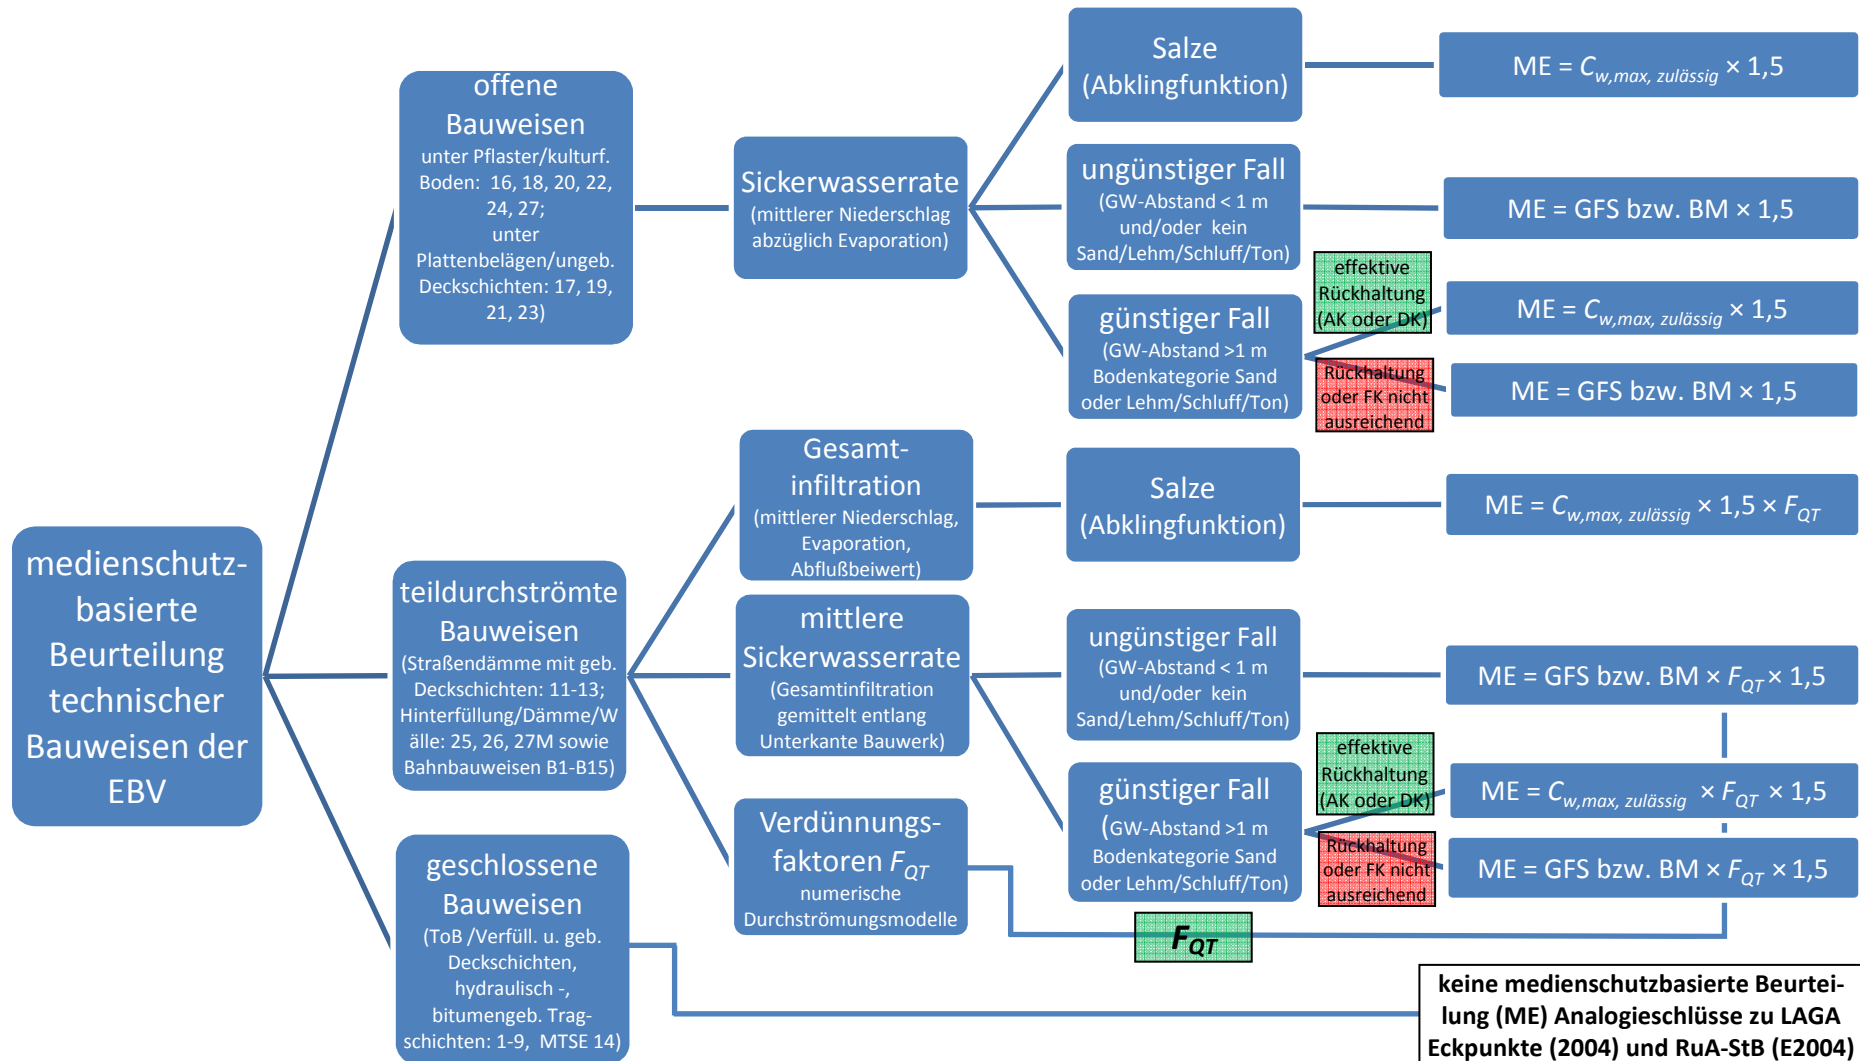 medienschutz-
basierte
Beurteilung
technischer
Bauweisen der
EBV
offene
Bauweisen
unter Pflaster/kulturf.
Boden: 16, 18, 20, 22,
24, 27;
unter
Plattenbelägen/ungeb.
Deckschichten: 17, 19,
21, 23)
Sickerwasserrate
(mittlerer Niederschlag
abzüglich Evaporation)
Salze
(Abklingfunktion)
ME = Cw,max, zulässig × 1,5
ungünstiger Fall
(GW-Abstand < 1 m
und/oder kein
Sand/Lehm/Schluff/Ton)
ME = GFS bzw. BM × 1,5
günstiger Fall
(GW-Abstand >1 m
Bodenkategorie Sand
oder Lehm/Schluff/Ton)
effektive
Rückhaltung
(AK oder DK)
ME = Cw,max, zulässig × 1,5
Rückhaltung
oder FK nicht
ausreichend
ME = GFS bzw. BM × 1,5
teildurchströmte
Bauweisen
(Straßendämme mit geb.
Deckschichten: 11-13;
Hinterfüllung/Dämme/W
älle: 25, 26, 27M sowie
Bahnbauweisen B1-B15)
Gesamt-
infiltration
(mittlerer Niederschlag,
Evaporation,
Abflußbeiwert)
Salze
(Abklingfunktion)
ME = Cw,max, zulässig × 1,5 × FQT
mittlere
Sickerwasserrate
(Gesamtinfiltration
gemittelt entlang
Unterkante Bauwerk)
ungünstiger Fall
(GW-Abstand < 1 m
und/oder kein
Sand/Lehm/Schluff/Ton)
ME = GFS bzw. BM × FQT × 1,5
günstiger Fall
(GW-Abstand >1 m
Bodenkategorie Sand
oder Lehm/Schluff/Ton)
effektive
Rückhaltung
(AK oder DK)
ME = Cw,max, zulässig × FQT × 1,5
Rückhaltung
oder FK nicht
ausreichend
ME = GFS bzw. BM × FQT × 1,5
Verdünnungs-
faktoren FQT
numerische
Durchströmungsmodelle
FQT
geschlossene
Bauweisen
(ToB /Verfüll. u. geb.
Deckschichten,
hydraulisch -,
bitumengeb. Trag-
schichten: 1-9, MTSE 14)
keine medienschutzbasierte Beurtei-
lung (ME) Analogieschlüsse zu LAGA
Eckpunkte (2004) und RuA-StB (E2004)